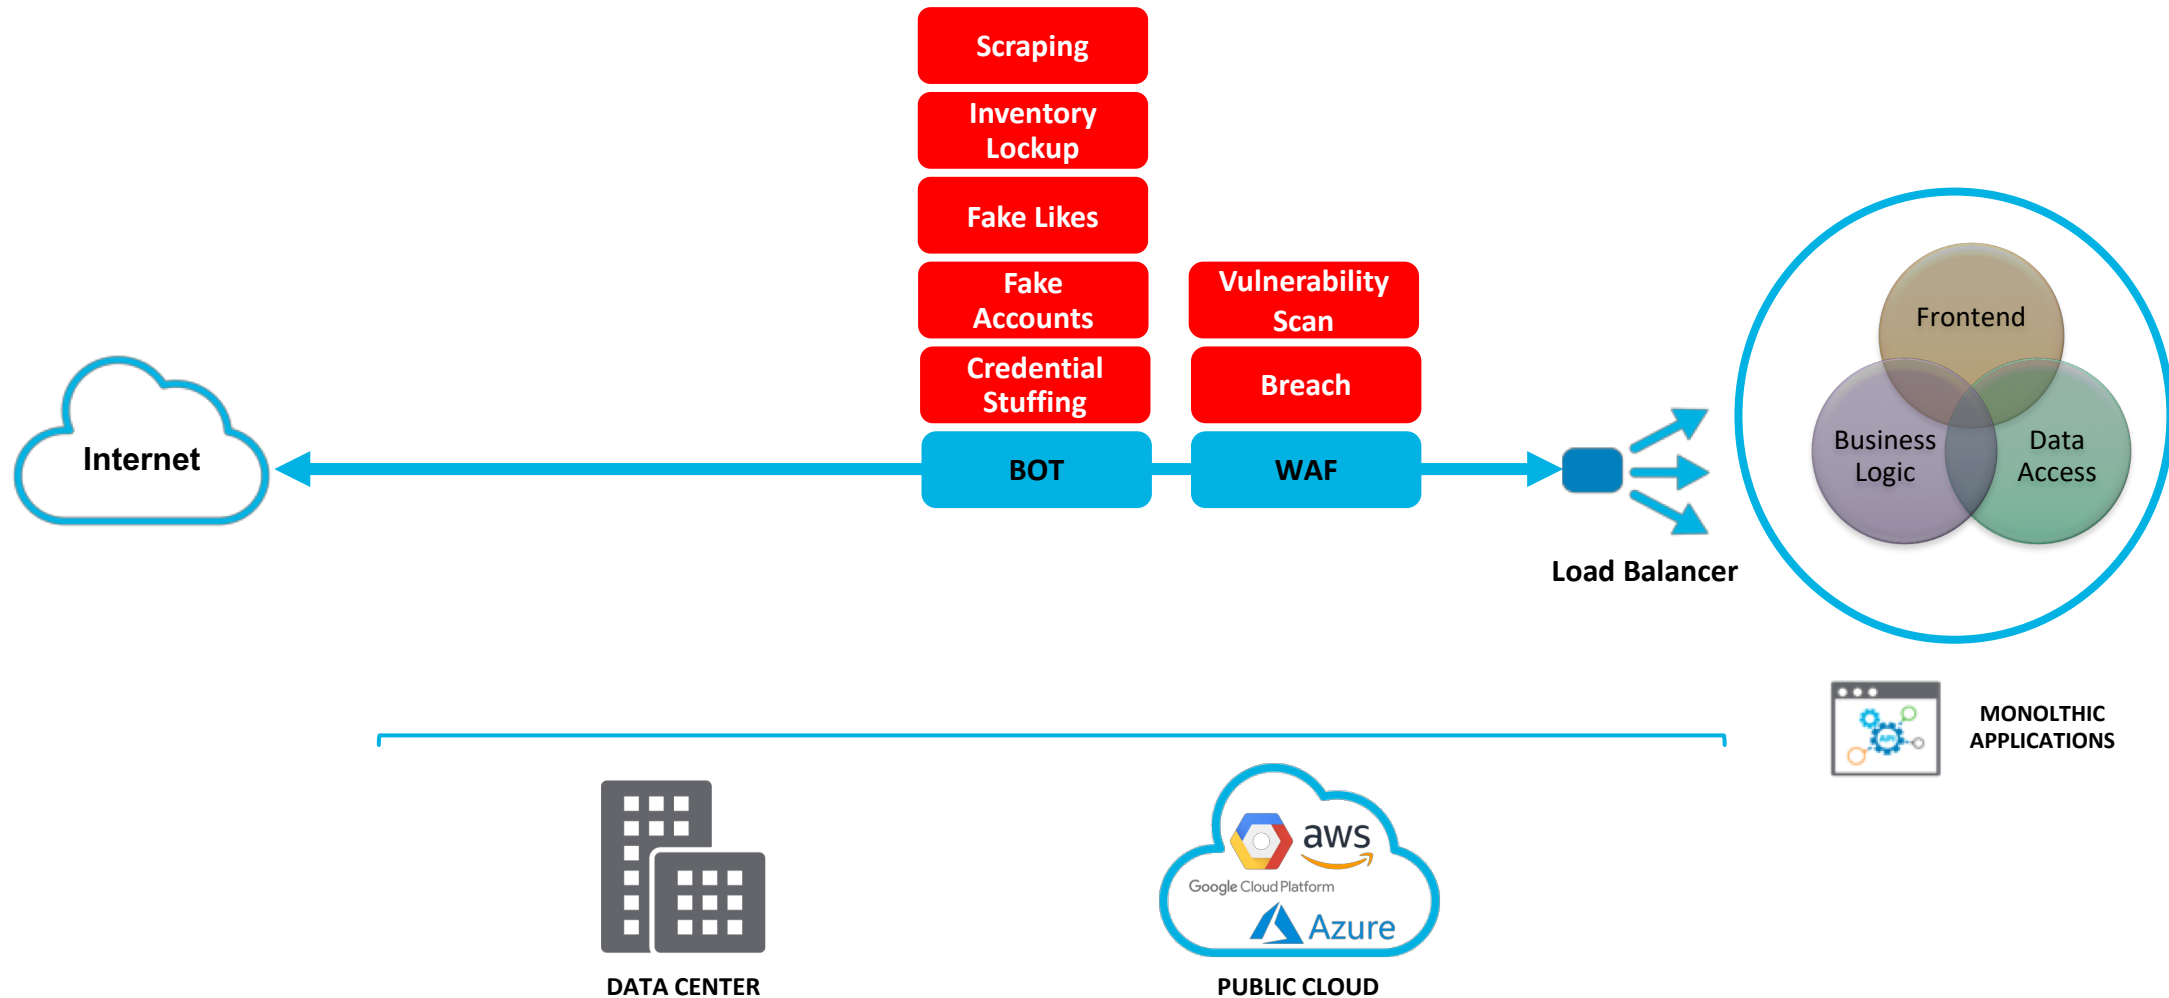 Scraping
Inventory
Lockup
Fake Likes
Fake
Accounts
Credential
Stuffing
BOT
Vulnerability
Scan
Breach
WAF
Internet
Load Balancer
Frontend
Business
Logic
Data
Access
API
MONOLTHIC
APPLICATIONS
aws
Google Cloud Platform
Azure
DATA CENTER
PUBLIC CLOUD